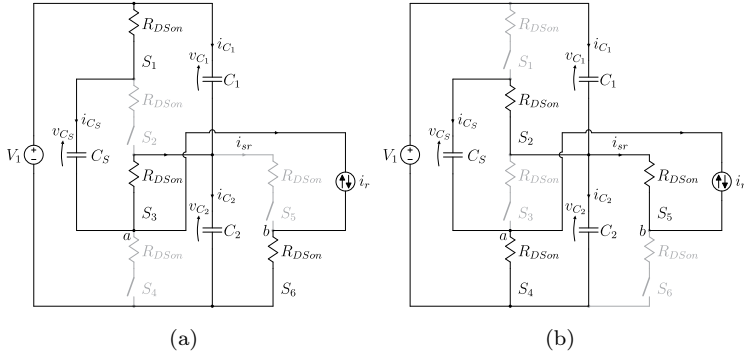 R_DSon
i_C1
S_1
v_C1
C_1
i_Cs
R_DSon
v_Cs
S_2
i_sr
V_1
C_S
R_DSon
R_DSon
i_r
i_C2
S_3
v_C2
S_5
a
C_2
b
R_DSon
R_DSon
S_4
S_6
(a)
R_DSon
i_C1
S_1
v_C1
C_1
i_Cs
R_DSon
v_Cs
S_2
i_sr
V_1
C_S
R_DSon
R_DSon
i_r
i_C2
S_3
v_C2
S_5
a
C_2
b
R_DSon
R_DSon
S_4
S_6
(b)